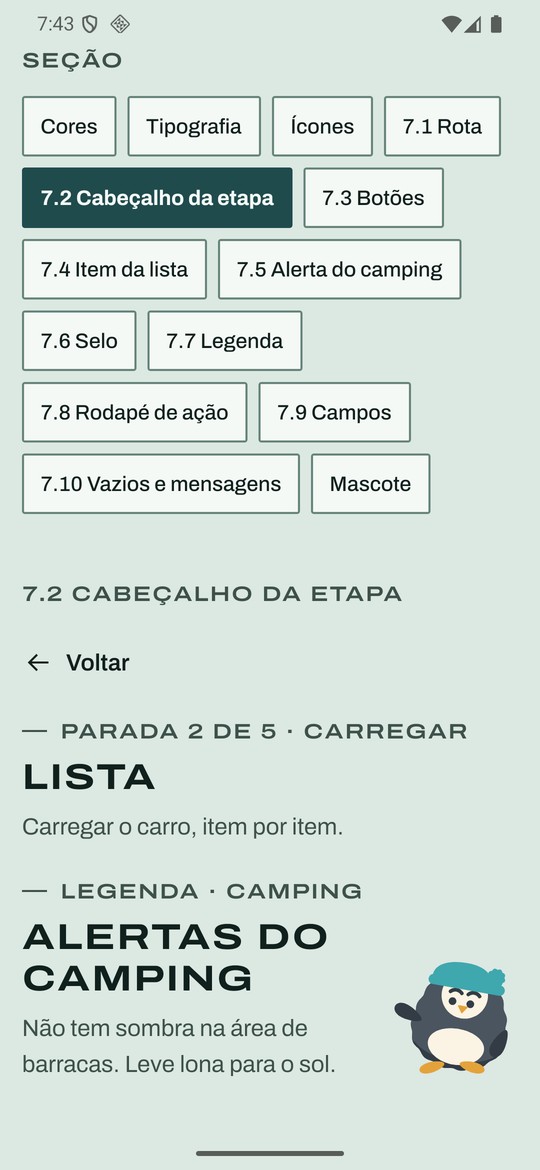 7:43
SEÇÃO
Cores
Tipografia
Ícones
7.1 Rota
7.2 Cabeçalho da etapa
7.3 Botões
7.4 Item da lista
7.5 Alerta do camping
7.6 Selo
7.7 Legenda
7.8 Rodapé de ação
7.9 Campos
7.10 Vazios e mensagens
Mascote
7.2 CABEÇALHO DA ETAPA
← Voltar
— PARADA 2 DE 5 · CARREGAR
LISTA
Carregar o carro, item por item.
— LEGENDA · CAMPING
ALERTAS DO
CAMPING
Não tem sombra na área de
barracas. Leve lona para o sol.